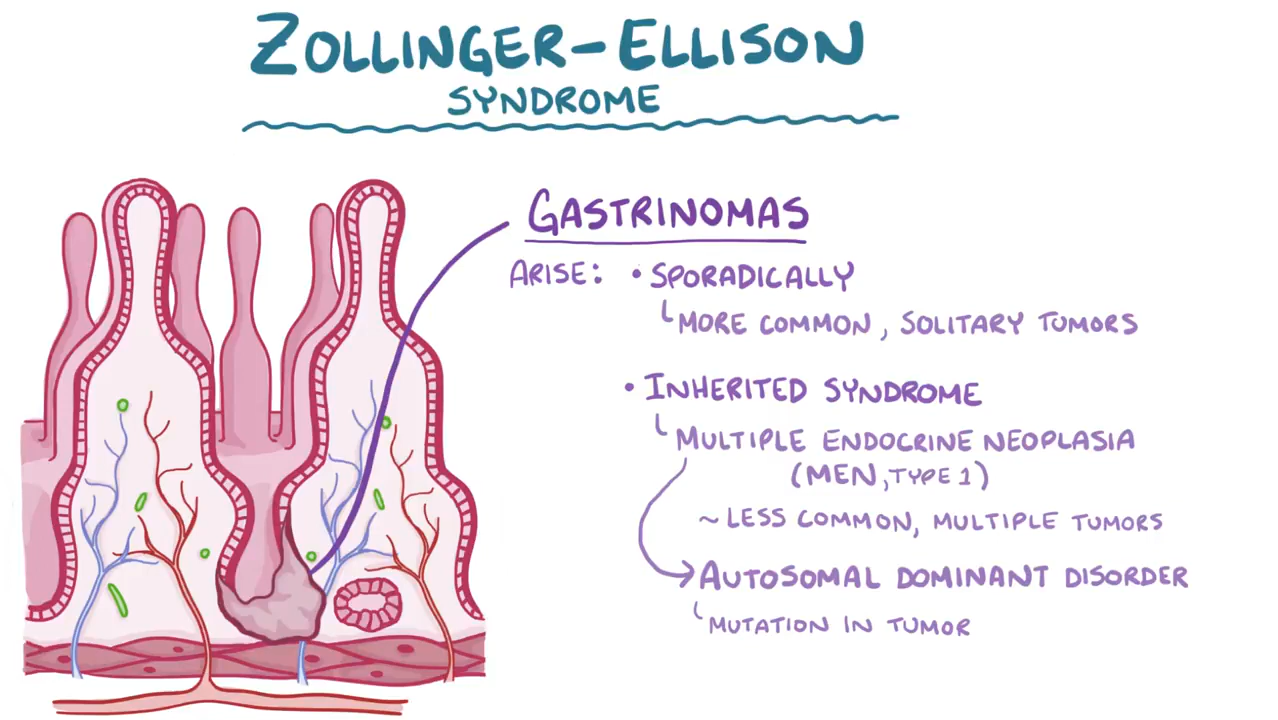 ZOLLINGER-ELLISON
SYNDROME
GASTRINOMAS
ARISE: • SPORADICALLY
MORE COMMON, SOLITARY TUMORS
• INHERITED SYNDROME
MULTIPLE ENDOCRINE NEOPLASIA
(MEN, TYPE 1)
~ LESS COMMON, MULTIPLE TUMORS
AUTOSOMAL DOMINANT DISORDER
MUTATION IN TUMOR